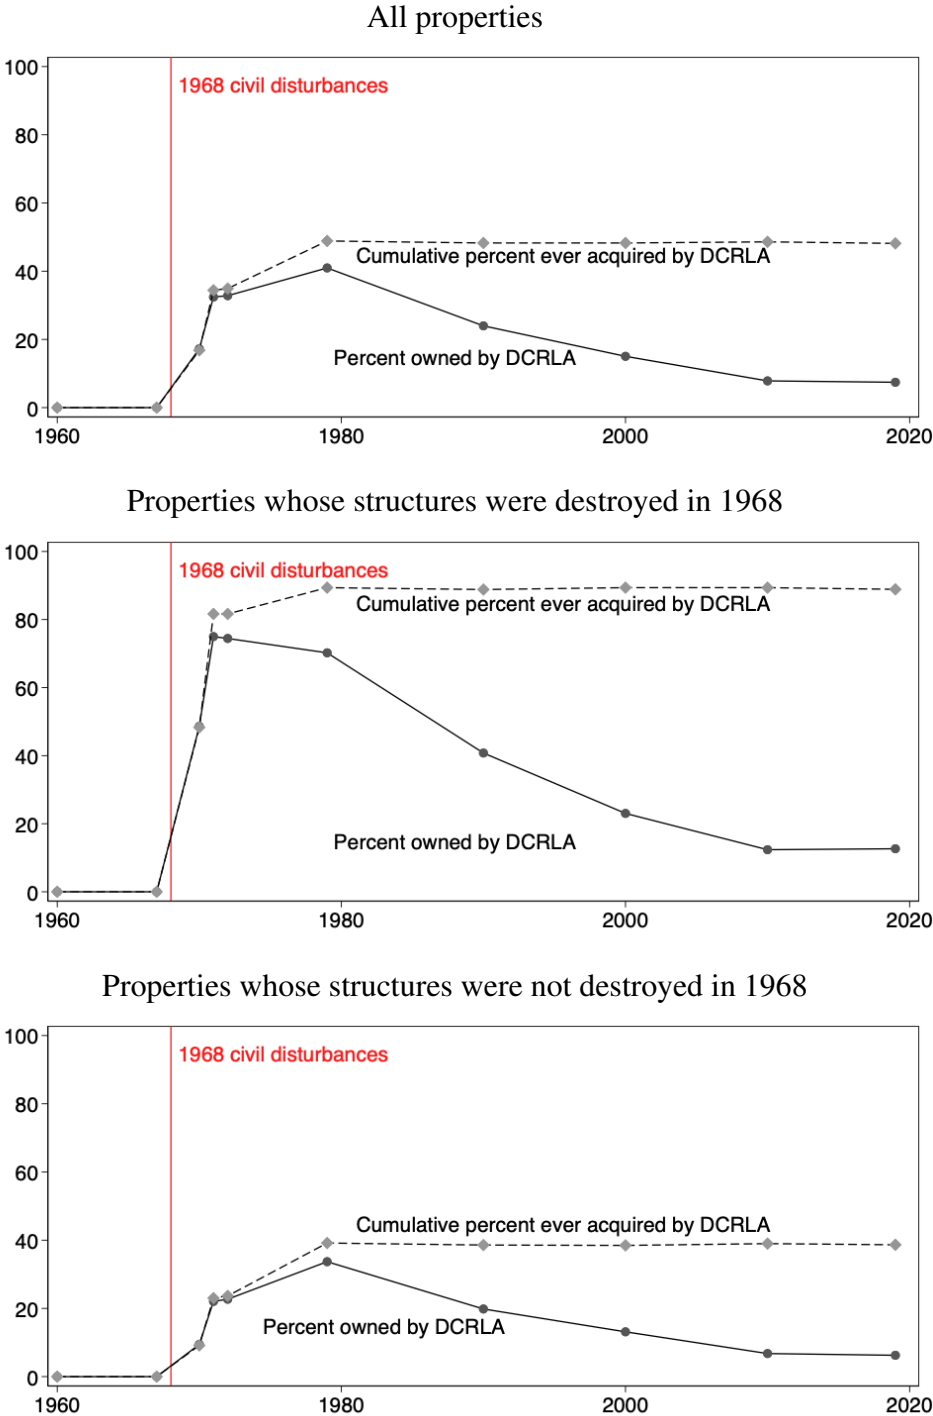 All properties
100
1968 civil disturbances
80
60
Cumulative percent ever acquired by DCRLA
40
20
Percent owned by DCRLA
0
1960 1980 2000 2020
Properties whose structures were destroyed in 1968
100
1968 civil disturbances
Cumulative percent ever acquired by DCRLA
80
60
40
20
Percent owned by DCRLA
0
1960 1980 2000 2020
Properties whose structures were not destroyed in 1968
100
1968 civil disturbances
80
60
Cumulative percent ever acquired by DCRLA
40
20
Percent owned by DCRLA
0
1960 1980 2000 2020